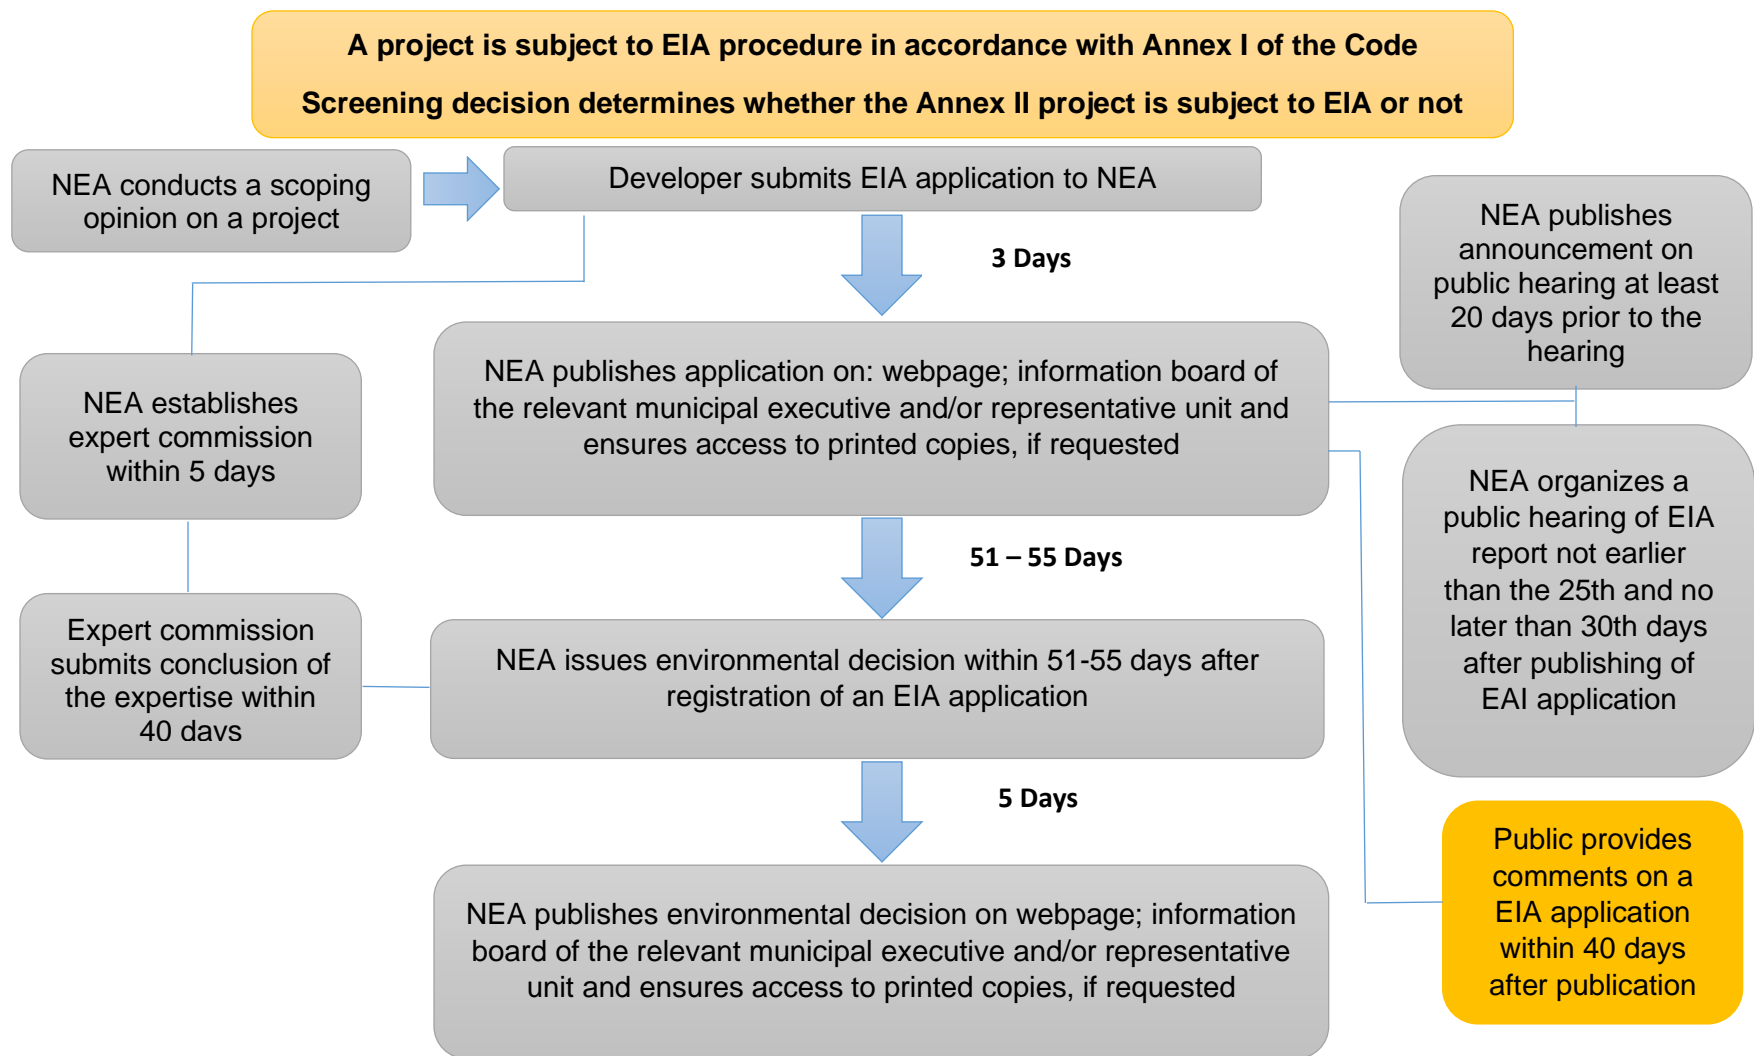 A project is subject to EIA procedure in accordance with Annex I of the Code
Screening decision determines whether the Annex II project is subject to EIA or not
NEA conducts a scoping
opinion on a project
Developer submits EIA application to NEA
3 Days
NEA publishes
announcement on
public hearing at least
20 days prior to the
hearing
NEA establishes
expert commission
within 5 days
NEA publishes application on: webpage; information board of
the relevant municipal executive and/or representative unit and
ensures access to printed copies, if requested
NEA organizes a
public hearing of EIA
report not earlier
than the 25th and no
later than 30th days
after publishing of
EAI application
51 – 55 Days
Expert commission
submits conclusion of
the expertise within
40 days
NEA issues environmental decision within 51-55 days after
registration of an EIA application
5 Days
Public provides
comments on a
EIA application
within 40 days
after publication
NEA publishes environmental decision on webpage; information
board of the relevant municipal executive and/or representative
unit and ensures access to printed copies, if requested